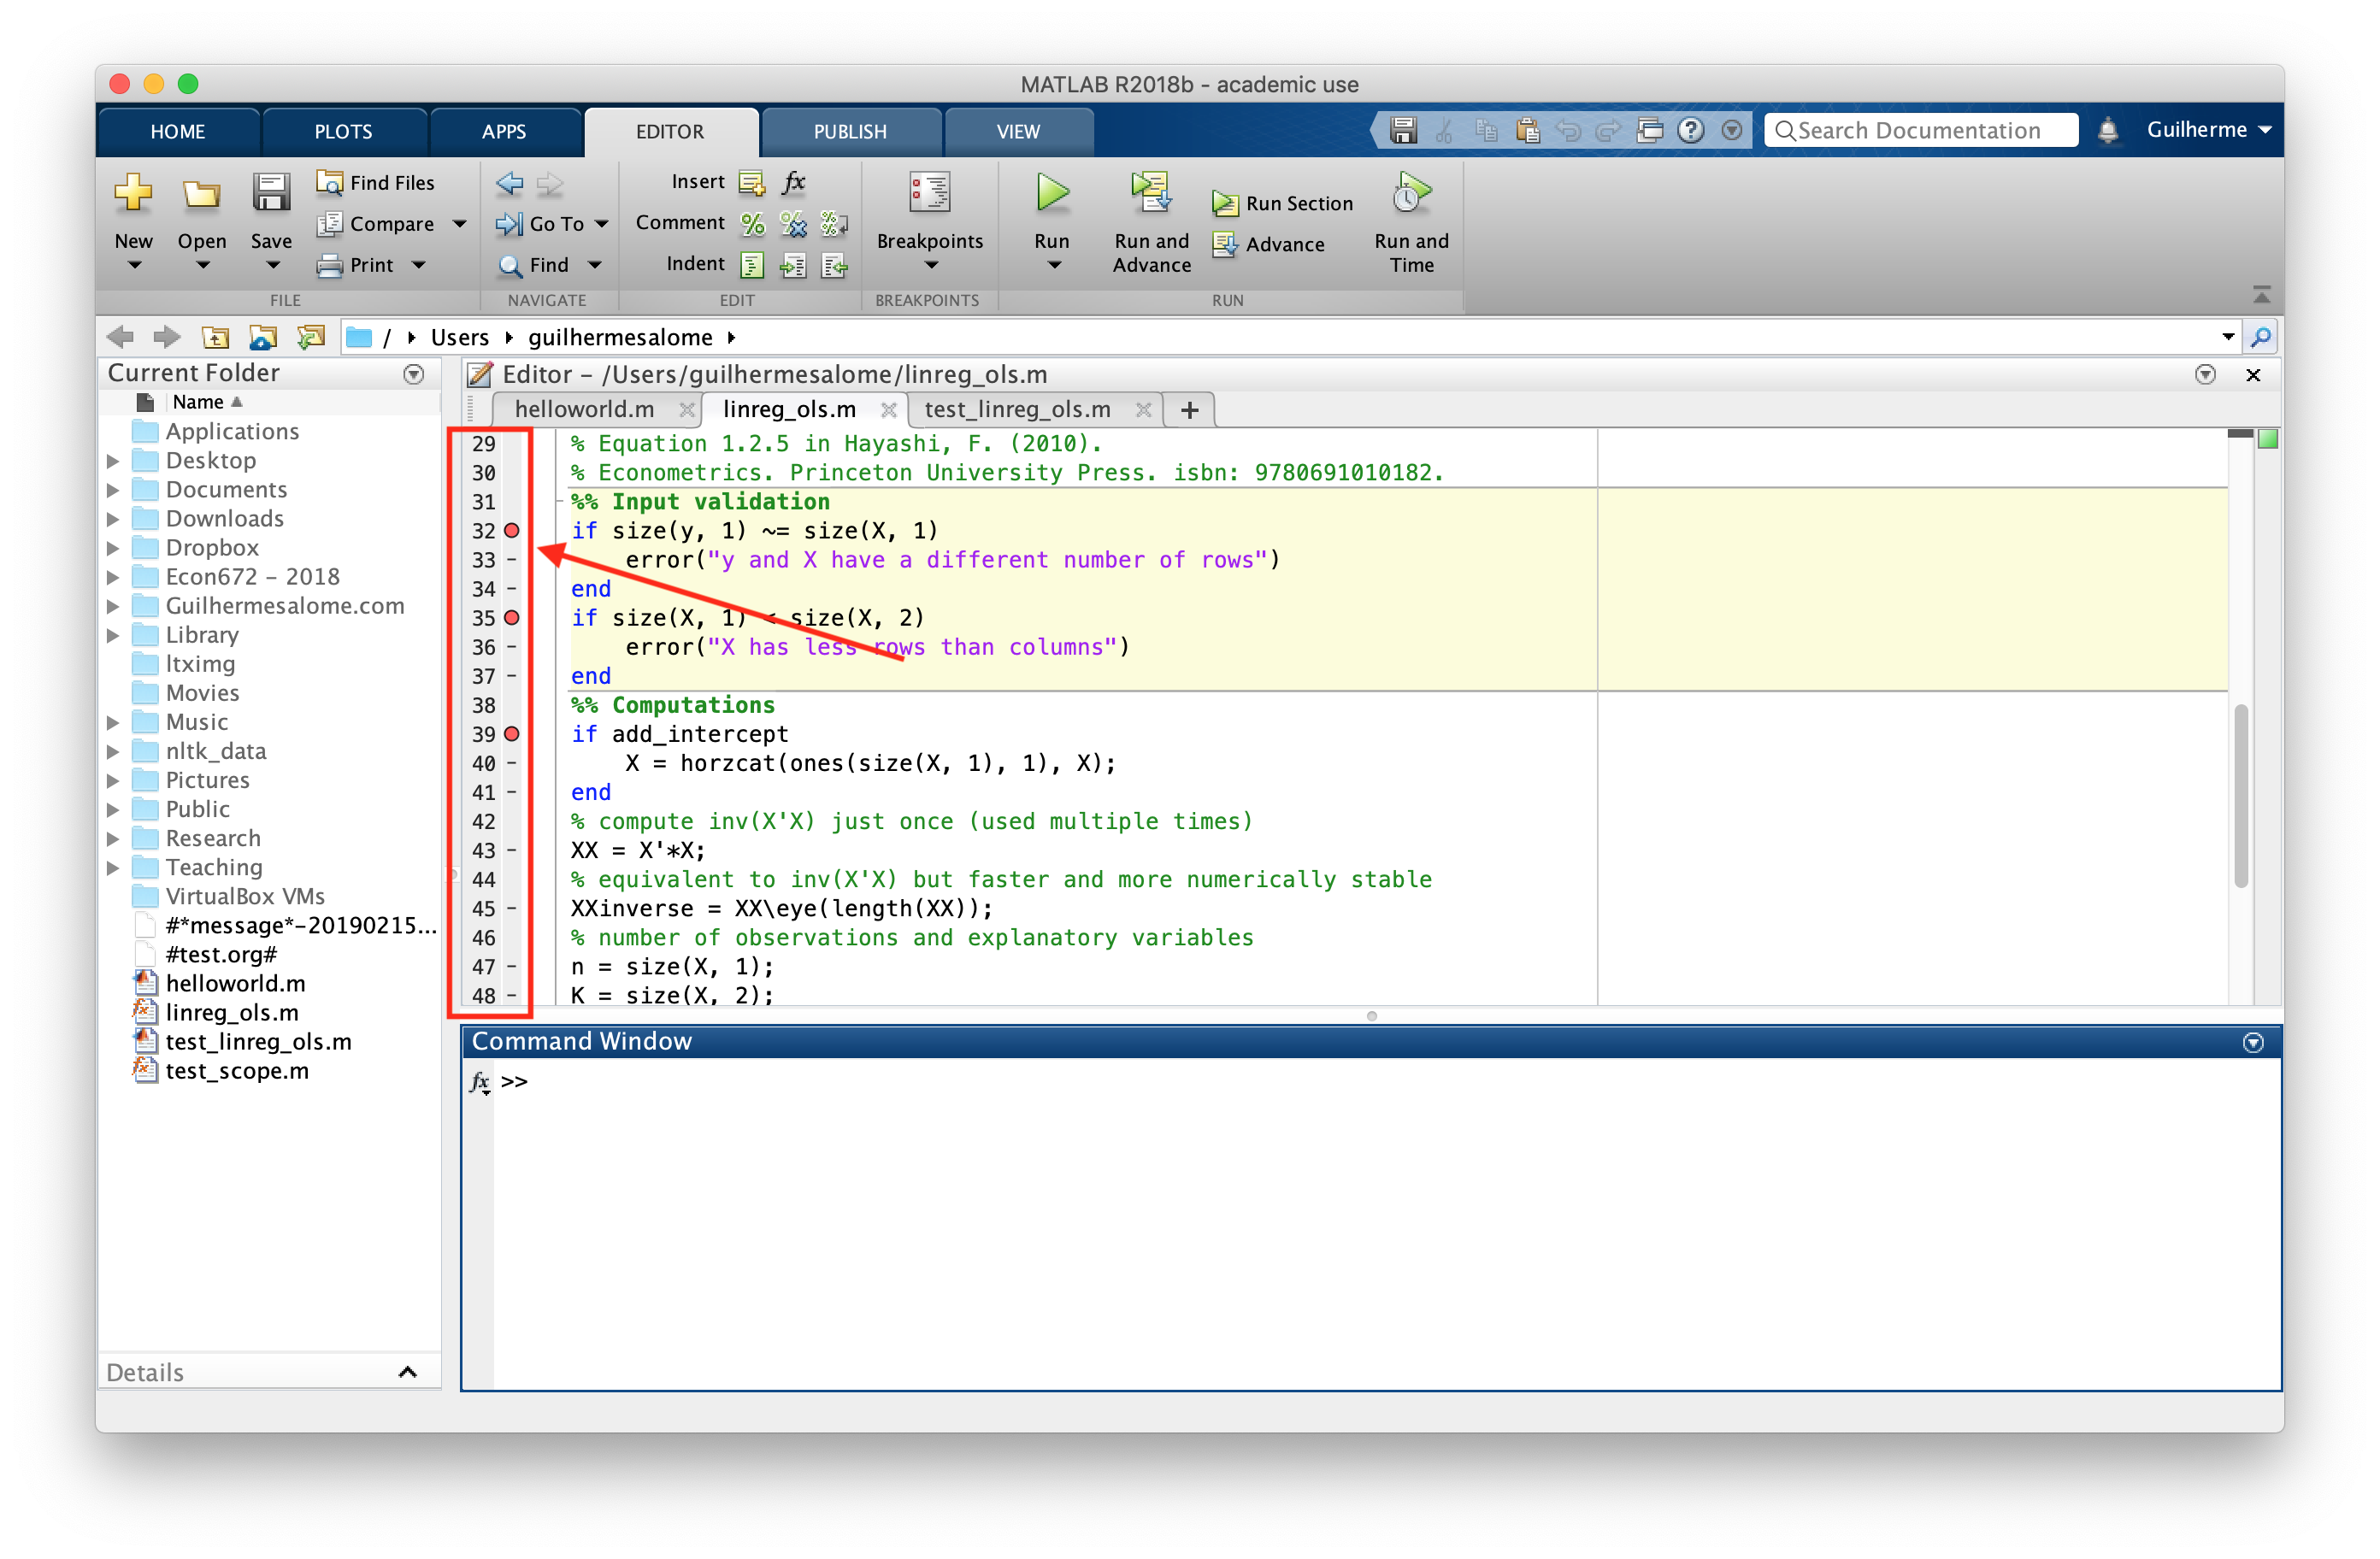 MATLAB R2018b - academic use
HOME PLOTS APPS EDITOR PUBLISH VIEW Search Documentation Guilherme
New Open Save Find Files Compare Print
FILE
Go To Find
NAVIGATE
Insert fx
Comment % % %
Indent
EDIT
Breakpoints
BREAKPOINTS
Run Run and Advance Run Section Advance Run and Time
RUN
/ Users guilhermesalome
Current Folder
Name
Applications
Desktop
Documents
Downloads
Dropbox
Econ672 - 2018
Guilhermesalome.com
Library
ltximg
Movies
Music
nltk_data
Pictures
Public
Research
Teaching
VirtualBox VMs
#*message*-20190215...
#test.org#
helloworld.m
linreg_ols.m
test_linreg_ols.m
test_scope.m
Details
Editor - /Users/guilhermesalome/linreg_ols.m
helloworld.m linreg_ols.m test_linreg_ols.m +
29 % Equation 1.2.5 in Hayashi, F. (2010).
30 % Econometrics. Princeton University Press. isbn: 9780691010182.
31 %% Input validation
32 if size(y, 1) ~= size(X, 1)
33 - error("y and X have a different number of rows")
34 - end
35 if size(X, 1) < size(X, 2)
36 - error("X has less rows than columns")
37 - end
38 %% Computations
39 if add_intercept
40 - X = horzcat(ones(size(X, 1), 1), X);
41 - end
42 % compute inv(X'X) just once (used multiple times)
43 - XX = X'*X;
44 % equivalent to inv(X'X) but faster and more numerically stable
45 - XXinverse = XX\eye(length(XX));
46 % number of observations and explanatory variables
47 - n = size(X, 1);
48 - K = size(X, 2);
Command Window
fx >>